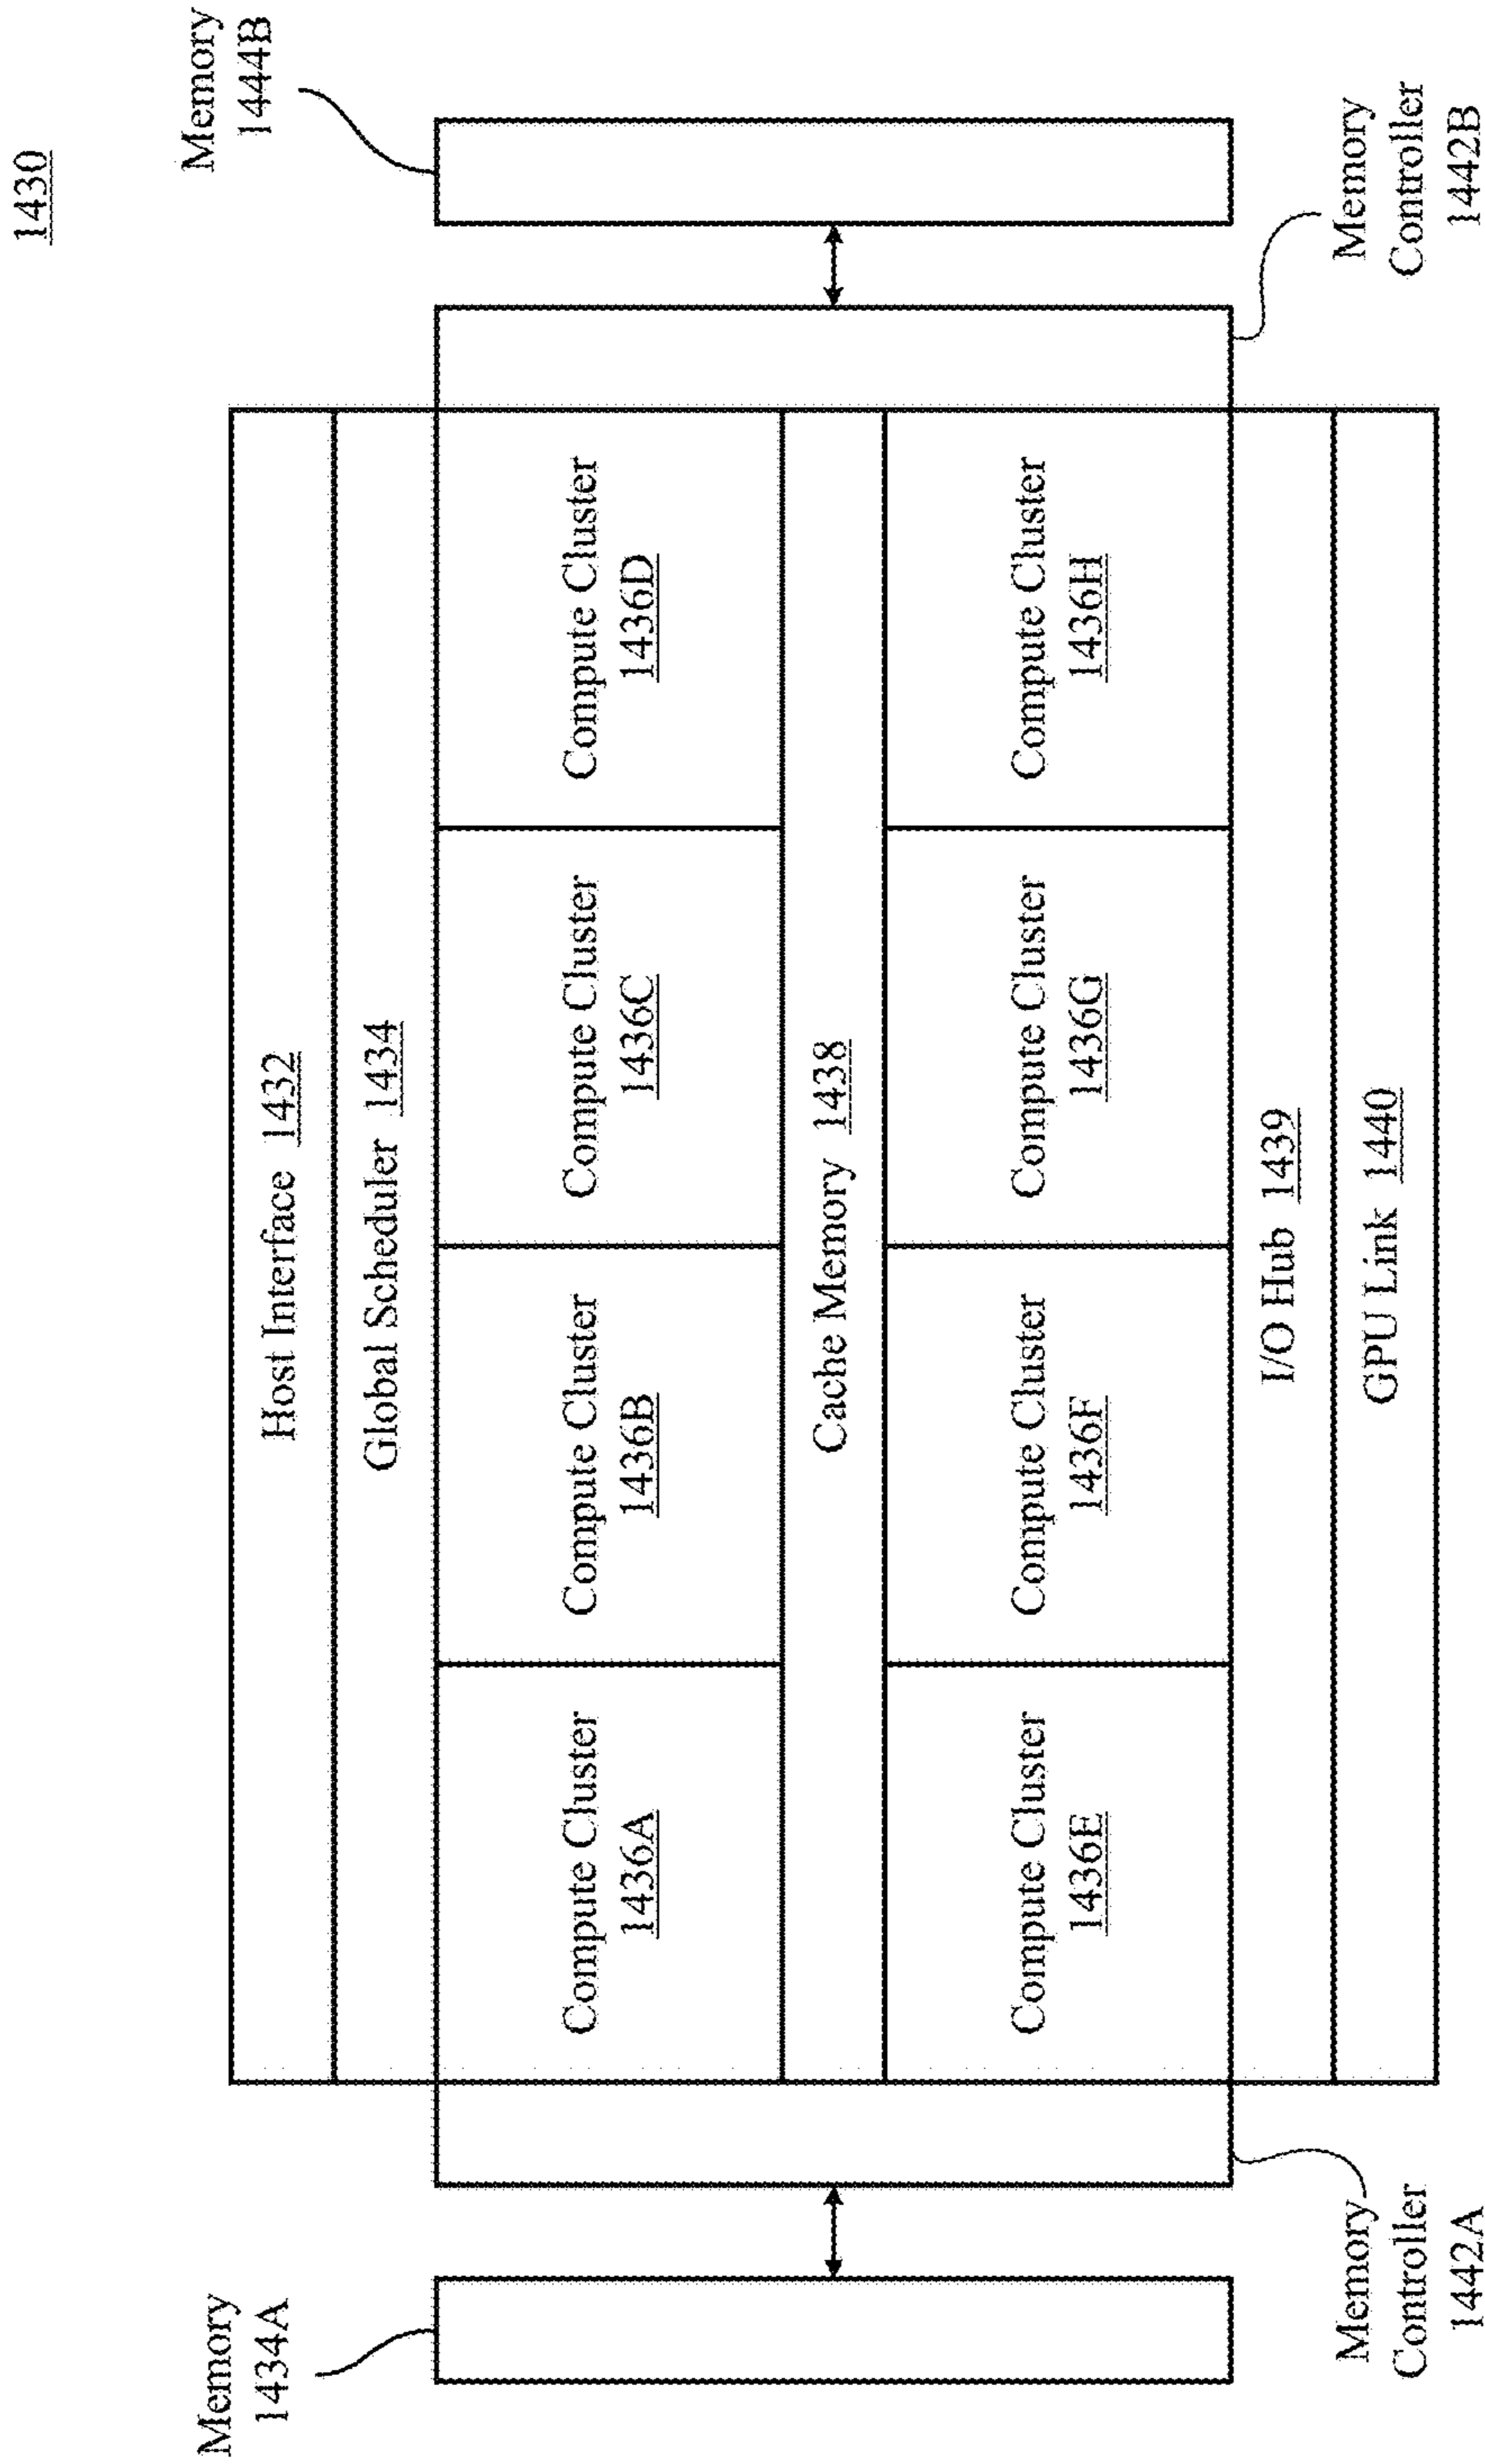 1430
Memory
1434A
Memory
1444B
Host Interface 1432
Global Scheduler 1434
Compute Cluster
1436A
Compute Cluster
1436B
Compute Cluster
1436C
Compute Cluster
1436D
Cache Memory 1438
Compute Cluster
1436E
Compute Cluster
1436F
Compute Cluster
1436G
Compute Cluster
1436H
I/O Hub 1439
GPU Link 1440
Memory
Controller
1442A
Memory
Controller
1442B